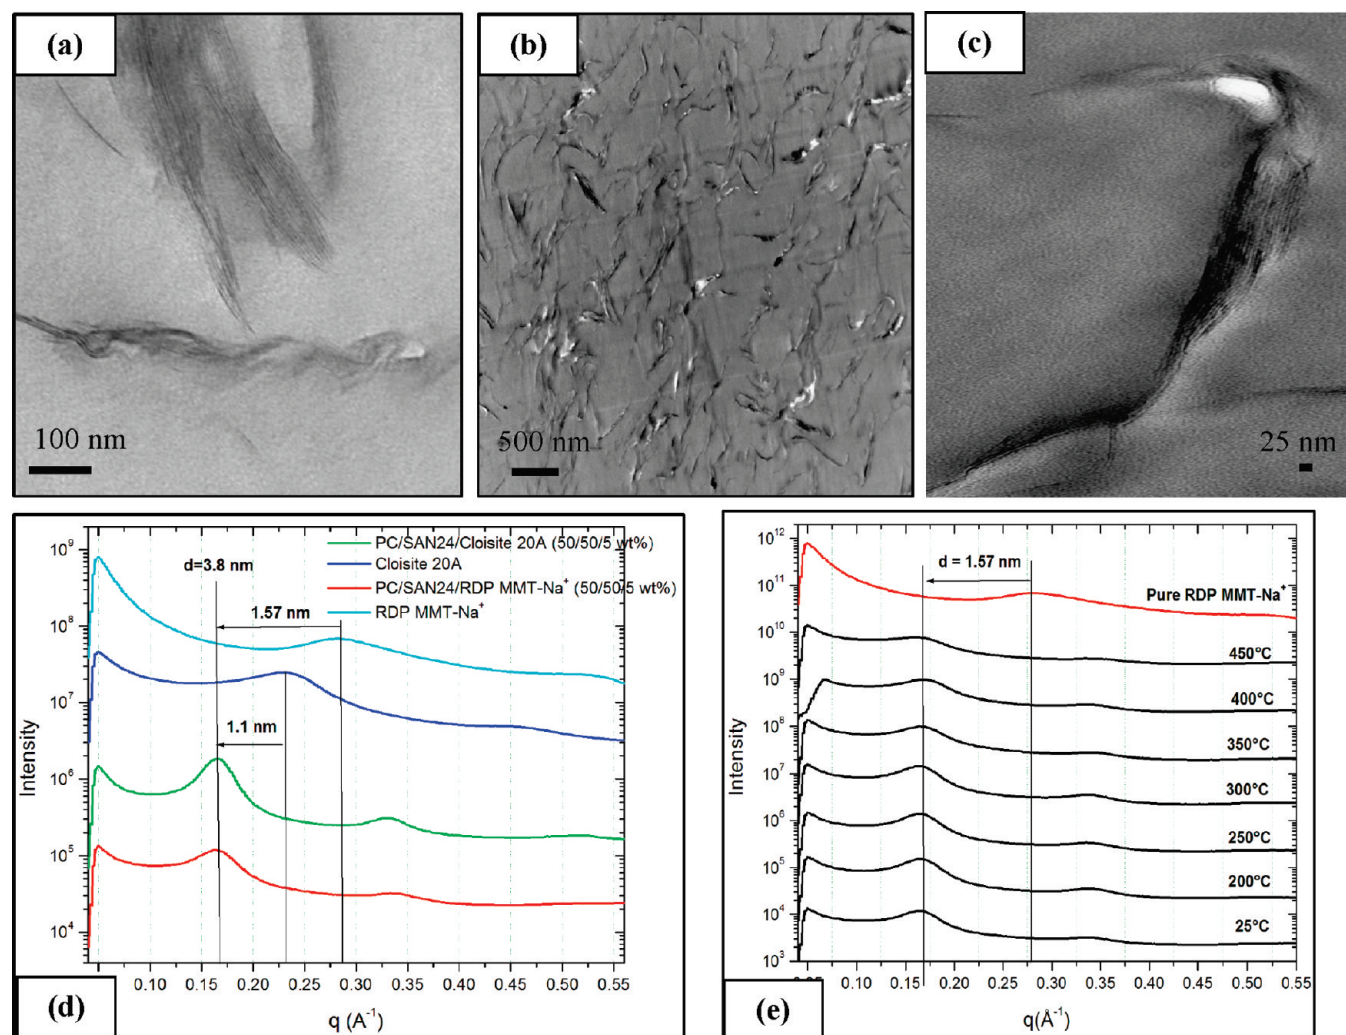 (a)
100 nm
(b)
500 nm
(c)
25 nm
10⁹
10⁸
10⁷
10⁶
10⁵
10⁴
Intensity
d=3.8 nm
1.57 nm
1.1 nm
PC/SAN24/Cloisite 20A (50/50/5 wt%)
Cloisite 20A
PC/SAN24/RDP MMT-Na⁺ (50/50/5 wt%)
RDP MMT-Na⁺
0.10 0.15 0.20 0.25 0.30 0.35 0.40 0.45 0.50 0.55
q (A⁻¹)
(d)
10¹²
10¹¹
10¹⁰
10⁹
10⁸
10⁷
10⁶
10⁵
10⁴
10³
Intensity
d = 1.57 nm
Pure RDP MMT-Na⁺
450°C
400°C
350°C
300°C
250°C
200°C
25°C
0.10 0.15 0.20 0.25 0.30 0.35 0.40 0.45 0.50 0.55
q(Å⁻¹)
(e)